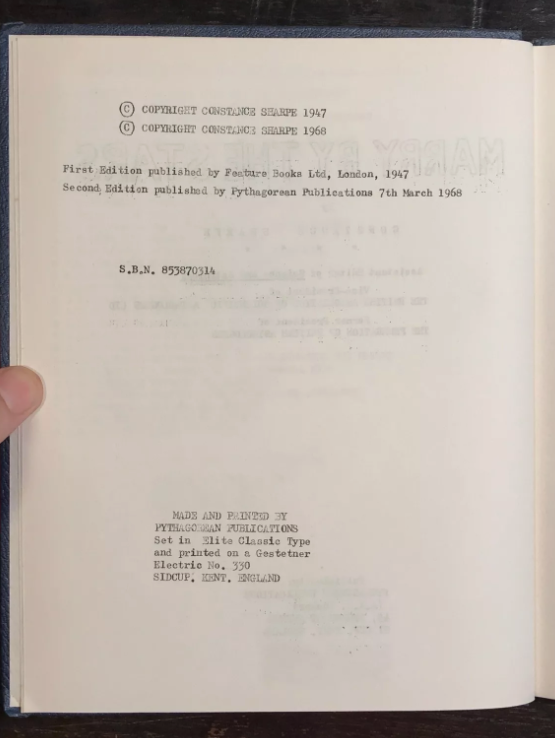 © COPYRIGHT CONSTANCE SHARPE 1947
© COPYRIGHT CONSTANCE SHARPE 1968
First Edition published by Feature Books Ltd, London, 1947
Second Edition published by Pythagorean Publications 7th March 1968
S.B.N. 853870314
MADE AND PRINTED BY
PYTHAGOREAN PUBLICATIONS
Set in Elite Classic Type
and printed on a Gestetner
Electric No. 330
SIDCUP, KENT, ENGLAND